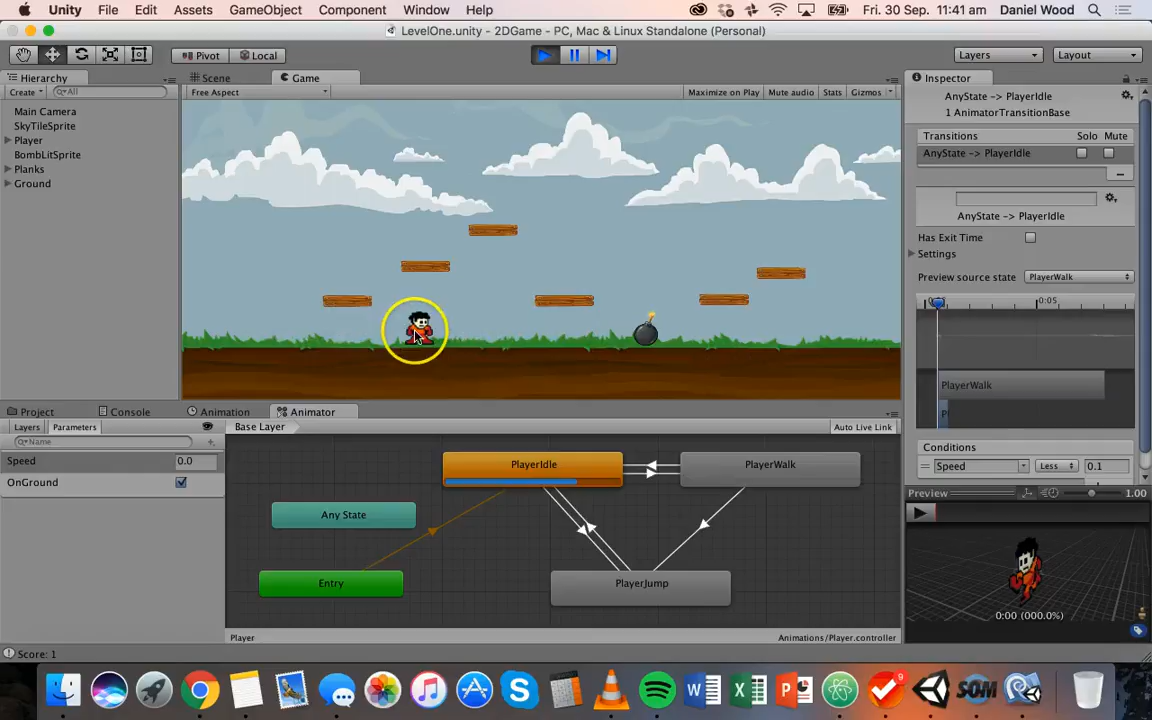 Unity File Edit Assets GameObject Component Window Help Fri. 30 Sep. 11:41 am Daniel Wood
LevelOne.unity - 2DGame - PC, Mac & Linux Standalone (Personal)
Pivot Local Layers Layout
Hierarchy Scene Game Inspector
Create All Free Aspect Maximize on Play Mute audio Stats Gizmos
AnyState -> PlayerIdle
1 AnimatorTransitionBase
Main Camera
SkyTileSprite
Player
BombLitSprite
Planks
Ground
Transitions Solo Mute
AnyState -> PlayerIdle
AnyState -> PlayerIdle
Has Exit Time
Settings
Preview source state PlayerWalk
0:05
PlayerWalk
Project Console Animation Animator
Layers Parameters Base Layer Auto Live Link
Name
Speed 0.0
OnGround
PlayerIdle
PlayerWalk
Any State
Entry
PlayerJump
Conditions
Speed Less 0.1
Preview 1.00
0:00 (000.0%)
Player Animations/Player.controller
Score: 1
SOM
9